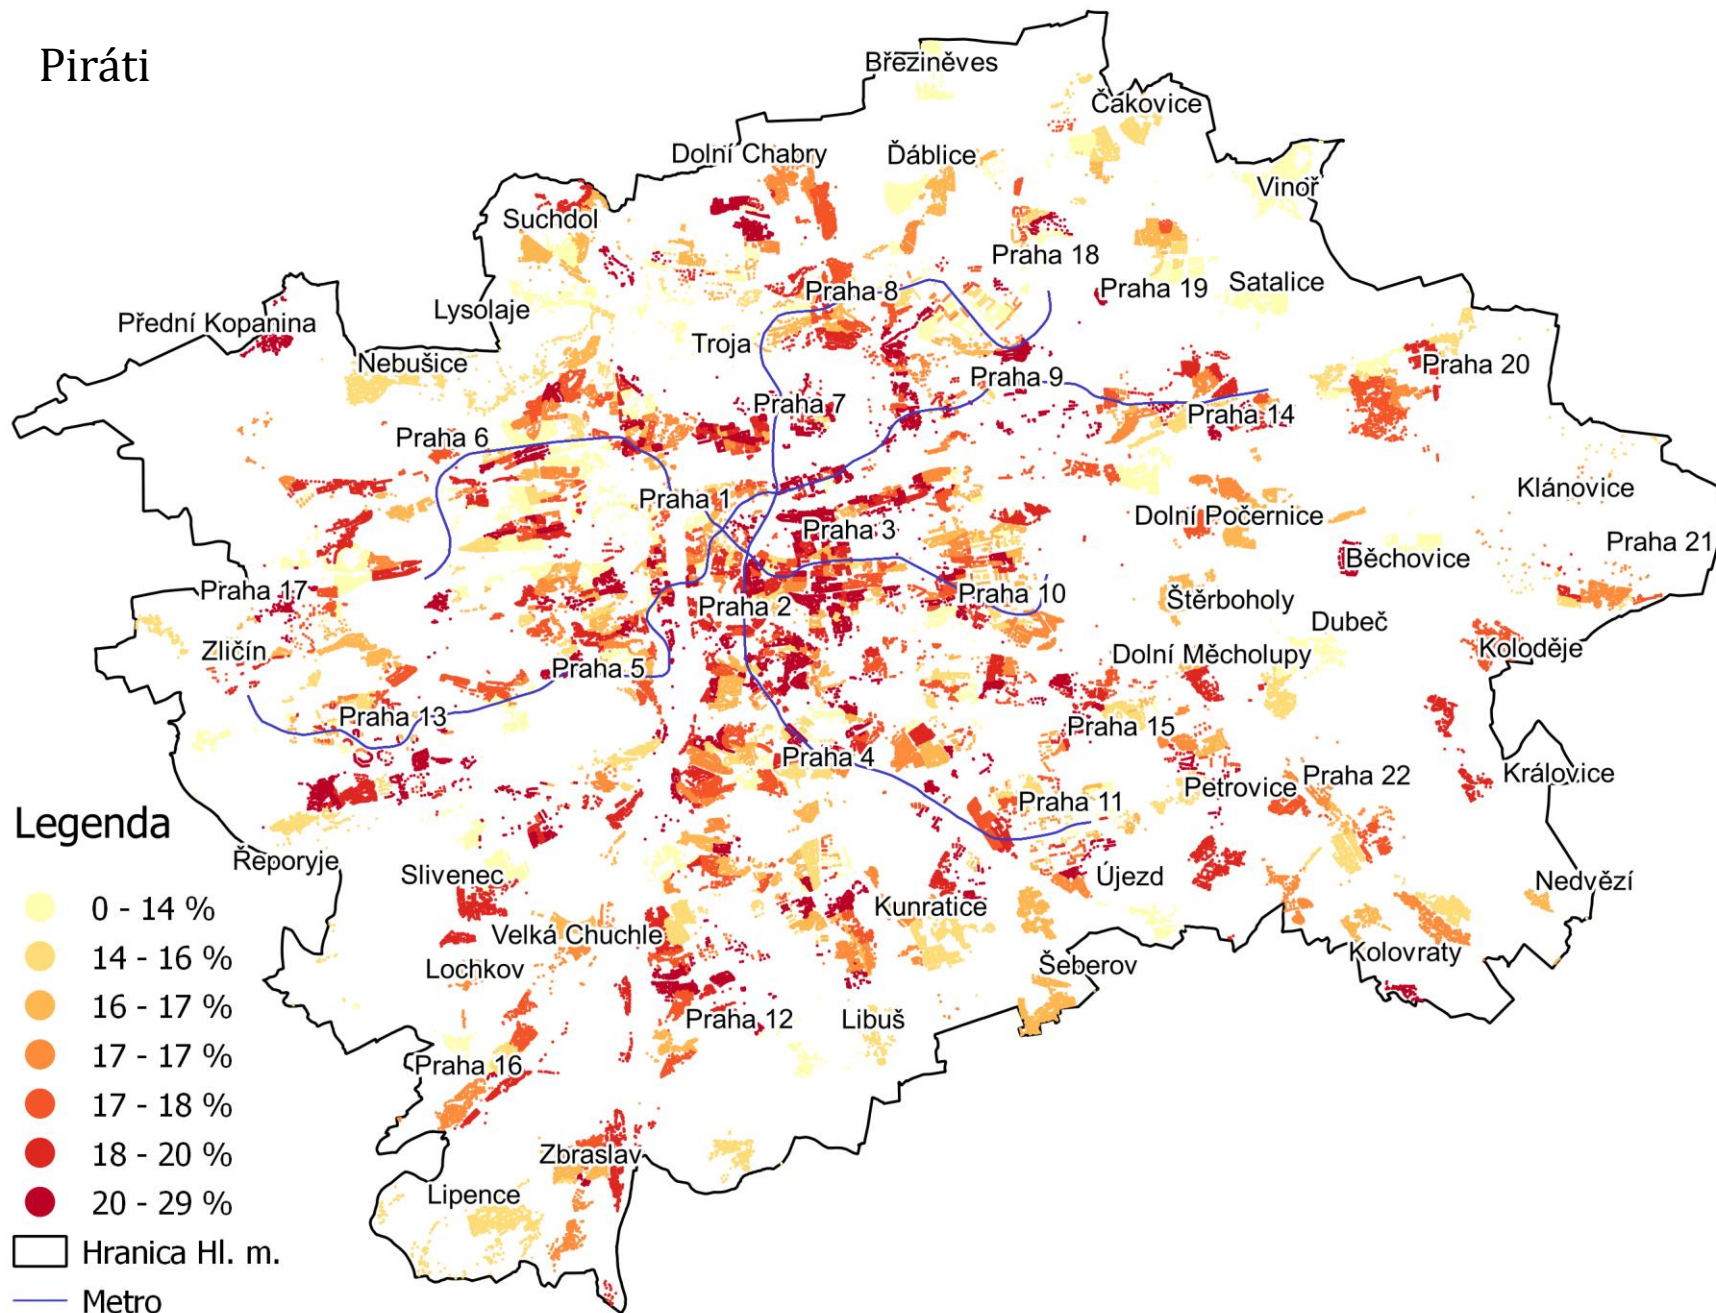 Piráti
Březiněves
Čakovice
Dolní Chabry
Ďáblice
Vinoř
Suchdol
Praha 18
Praha 8
Praha 19
Satalice
Lysolaje
Přední Kopanina
Troja
Nebušice
Praha 9
Praha 20
Praha 7
Praha 14
Praha 6
Praha 1
Klánovice
Praha 3
Dolní Počernice
Praha 21
Běchovice
Praha 17
Praha 2
Praha 10
Štěrboholy
Dubeč
Zličín
Praha 5
Dolní Měcholupy
Koloděje
Praha 13
Praha 15
Praha 4
Petrovice
Praha 22
Královice
Praha 11
Legenda
Řeporyje
Slivenec
Újezd
Nedvězí
0 - 14 %
Kunratice
Velká Chuchle
14 - 16 %
Lochkov
Šeberov
Kolovraty
16 - 17 %
Praha 12
Libuš
17 - 17 %
Praha 16
17 - 18 %
18 - 20 %
Zbraslav
20 - 29 %
Lipence
Hranica Hl. m.
Metro